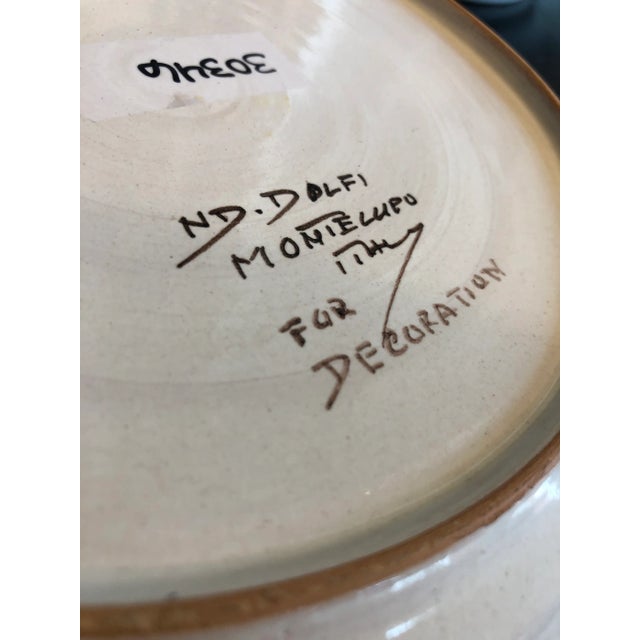 30346
ND. DOLFI
MONTELUPO
ITALY
FOR
DECORATION